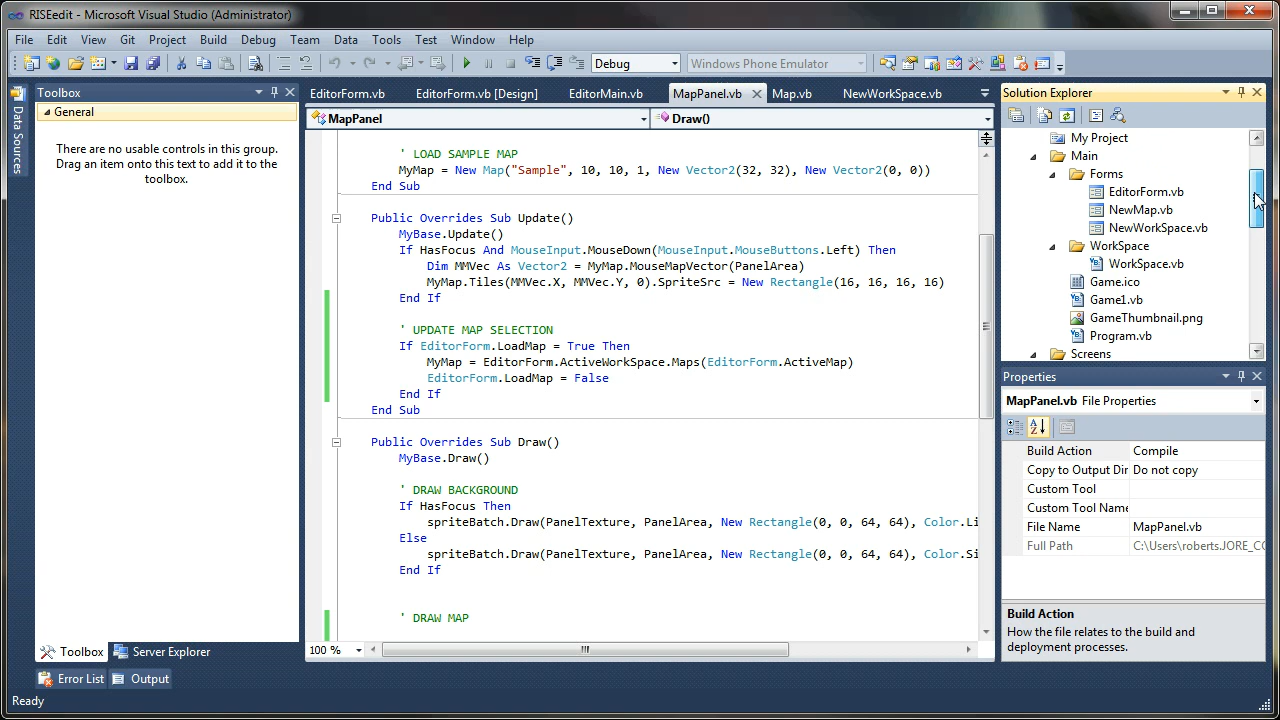 RISEedit - Microsoft Visual Studio (Administrator)
File Edit View Git Project Build Debug Team Data Tools Test Window Help
Debug Windows Phone Emulator
Data Sources
Toolbox
General
There are no usable controls in this group.
Drag an item onto this text to add it to the
toolbox.
Toolbox Server Explorer
EditorForm.vb EditorForm.vb [Design] EditorMain.vb MapPanel.vb Map.vb NewWorkSpace.vb
MapPanel Draw()
' LOAD SAMPLE MAP
MyMap = New Map("Sample", 10, 10, 1, New Vector2(32, 32), New Vector2(0, 0))
End Sub
Public Overrides Sub Update()
MyBase.Update()
If HasFocus And MouseInput.MouseDown(MouseInput.MouseButtons.Left) Then
Dim MMVec As Vector2 = MyMap.MouseMapVector(PanelArea)
MyMap.Tiles(MMVec.X, MMVec.Y, 0).SpriteSrc = New Rectangle(16, 16, 16, 16)
End If
' UPDATE MAP SELECTION
If EditorForm.LoadMap = True Then
MyMap = EditorForm.ActiveWorkSpace.Maps(EditorForm.ActiveMap)
EditorForm.LoadMap = False
End If
End Sub
Public Overrides Sub Draw()
MyBase.Draw()
' DRAW BACKGROUND
If HasFocus Then
spriteBatch.Draw(PanelTexture, PanelArea, New Rectangle(0, 0, 64, 64), Color.Li
Else
spriteBatch.Draw(PanelTexture, PanelArea, New Rectangle(0, 0, 64, 64), Color.Si
End If
' DRAW MAP
100 %
Solution Explorer
My Project
Main
Forms
EditorForm.vb
NewMap.vb
NewWorkSpace.vb
WorkSpace
WorkSpace.vb
Game.ico
Game1.vb
GameThumbnail.png
Program.vb
Screens
Properties
MapPanel.vb File Properties
Build Action Compile
Copy to Output Dir Do not copy
Custom Tool
Custom Tool Name
File Name MapPanel.vb
Full Path C:\Users\roberts.JORE_CO
Build Action
How the file relates to the build and
deployment processes.
Error List Output
Ready